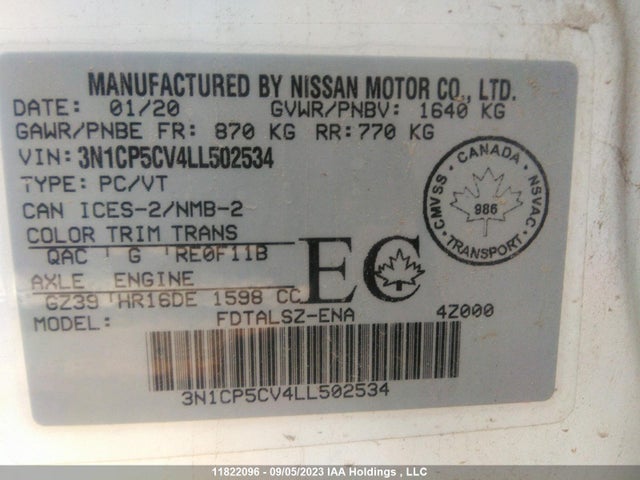 MANUFACTURED BY NISSAN MOTOR CO., LTD.
DATE: 01/20 GVWR/PNBV: 1640 KG
GAWR/PNBE FR: 870 KG RR: 770 KG
VIN: 3N1CP5CV4LL502534
TYPE: PC/VT
CAN ICES-2/NMB-2
COLOR TRIM TRANS
QAC G RE0F11B
AXLE ENGINE
GZ39 HR16DE 1598 CC
CANADA
CMVSS NSVAC
986
TRANSPORT
EC
MODEL: FDTALSZ-ENA 4Z000
3N1CP5CV4LL502534
11822096 - 09/05/2023 IAA Holdings , LLC